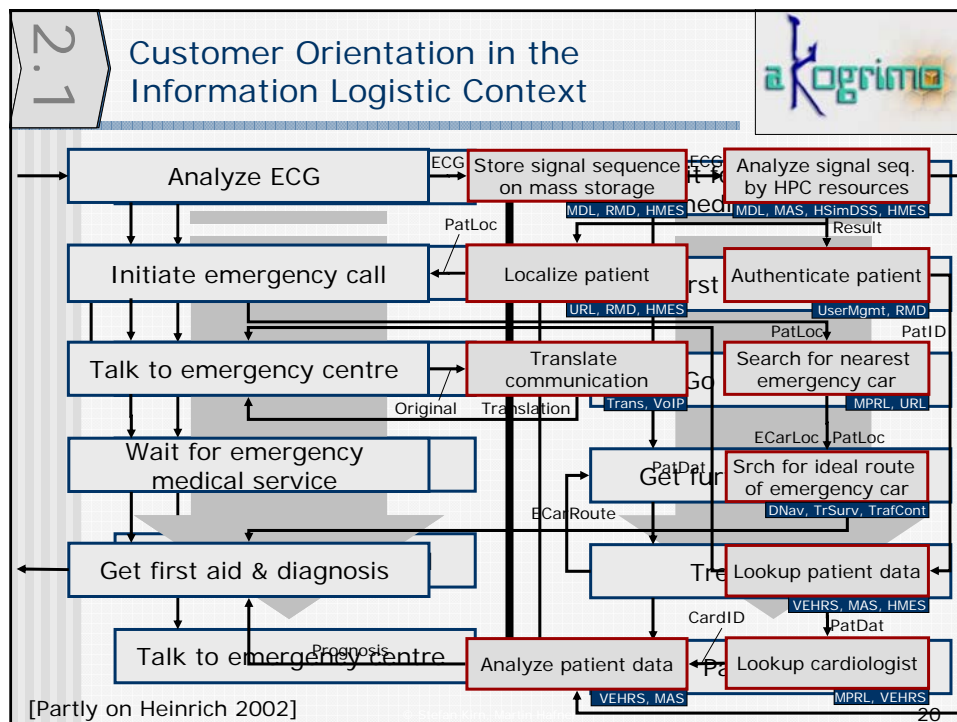 2.1
Customer Orientation in the
Information Logistic Context
akogrimo
Analyze ECG
ECG
Store signal sequence
on mass storage
MDL, RMD, HMES
ECG
Analyze signal seq.
by HPC resources
MDL, MAS, HSimDSS, HMES
Result
Initiate emergency call
PatLoc
Localize patient
URL, RMD, HMES
Authenticate patient
UserMgmt, RMD
PatLoc
PatID
Talk to emergency centre
Original
Translation
Translate
communication
Trans, VoIP
Go
Search for nearest
emergency car
MPRL, URL
ECarLoc
PatLoc
Wait for emergency
medical service
PatDat
Get
Srch for ideal route
of emergency car
DNav, TrSurv, TrafCont
ECarRoute
Get first aid & diagnosis
Lookup patient data
VEHRS, MAS, HMES
CardID
PatDat
Talk to emergency centre
Prognosis
Analyze patient data
VEHRS, MAS
Lookup cardiologist
MPRL, VEHRS
[Partly on Heinrich 2002]
20